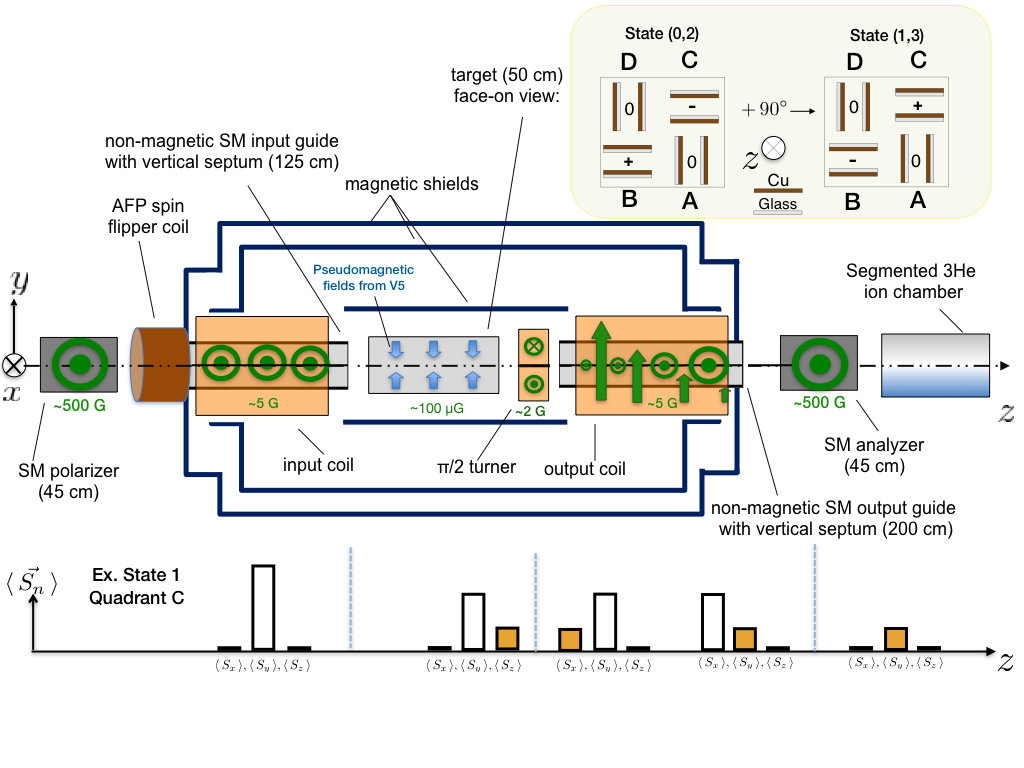 State (0,2)
State (1,3)
D C
D C
0 -
+ 0
+90°
z
0 +
- 0
B A
B A
Cu
Glass
target (50 cm)
face-on view:
non-magnetic SM input guide
with vertical septum (125 cm)
magnetic shields
AFP spin
flipper coil
Pseudomagnetic
fields from V5
Segmented 3He
ion chamber
y
x
z
~500 G
~5 G
~100 µG
~2 G
~5 G
~500 G
SM polarizer
(45 cm)
input coil
π/2 turner
output coil
SM analyzer
(45 cm)
non-magnetic SM output guide
with vertical septum (200 cm)
⟨ S⃗n ⟩
Ex. State 1
Quadrant C
⟨Sx⟩,⟨Sy⟩,⟨Sz⟩
⟨Sx⟩,⟨Sy⟩,⟨Sz⟩
⟨Sx⟩,⟨Sy⟩,⟨Sz⟩
⟨Sx⟩,⟨Sy⟩,⟨Sz⟩
⟨Sx⟩,⟨Sy⟩,⟨Sz⟩
z